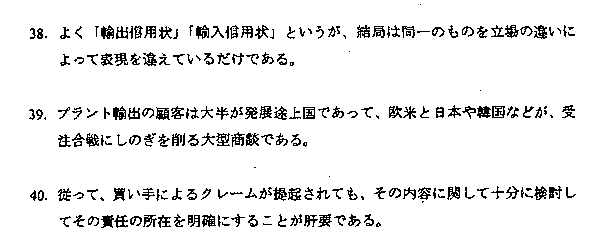 38. よく「輸出信用状」「輸入信用状」というが、結局は同一のものを立場の違いに
よって表現を違えているだけである。
39. プラント輸出の顧客は大半が発展途上国であって、欧米と日本や韓国などが、受
注合戦にしのぎを削る大型商談である。
40. 従って、買い手によるクレームが提起されても、その内容に関して十分に検討し
てその責任の所在を明確にすることが肝要である。